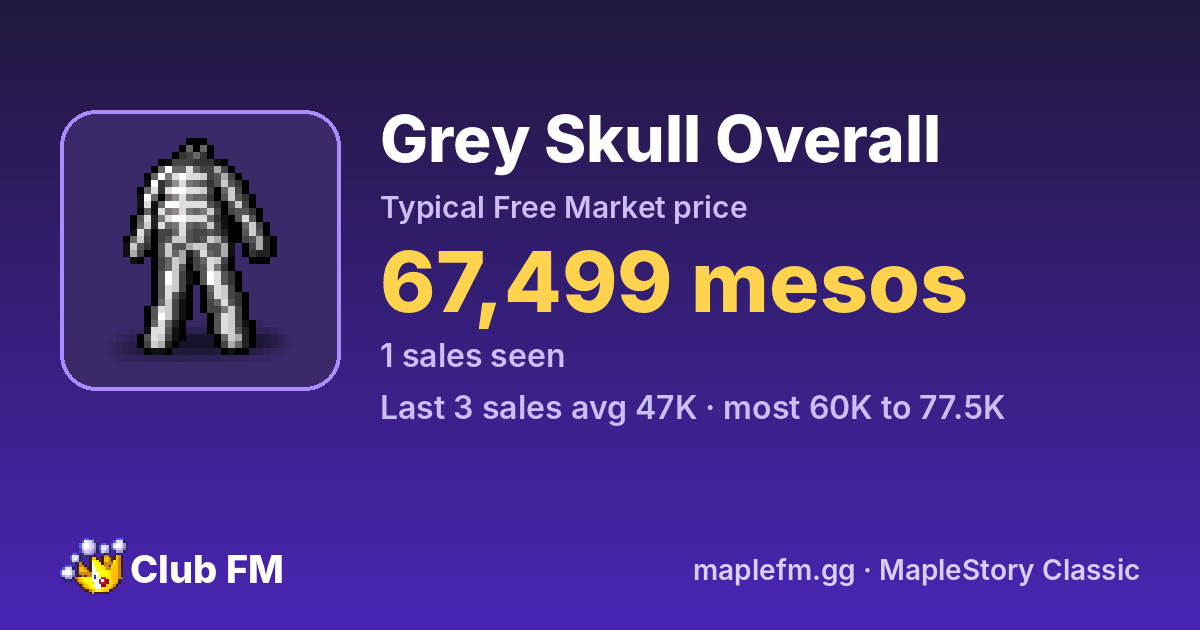 Grey Skull Overall
Typical Free Market price
67,499 mesos
1 sales seen
Last 3 sales avg 47K · most 60K to 77.5K
Club FM
maplefm.gg · MapleStory Classic